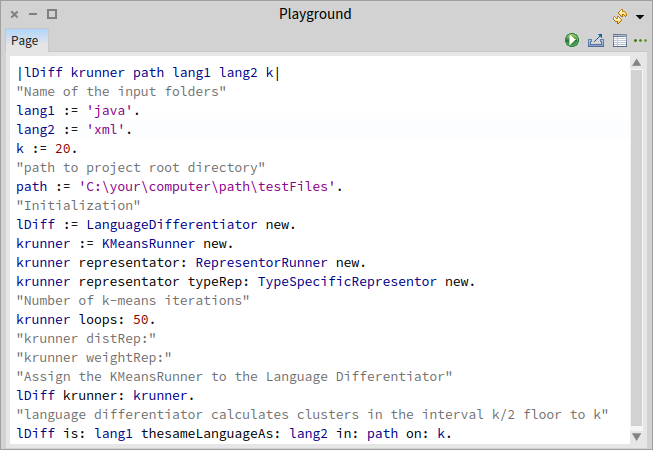 Playground
Page
|lDiff krunner path lang1 lang2 k|
"Name of the input folders"
lang1 := 'java'.
lang2 := 'xml'.
k := 20.
"path to project root directory"
path := 'C:\your\computer\path\testFiles'.
"Initialization"
lDiff := LanguageDifferentiator new.
krunner := KMeansRunner new.
krunner representator: RepresentorRunner new.
krunner representator typeRep: TypeSpecificRepresentor new.
"Number of k-means iterations"
krunner loops: 50.
"krunner distRep:"
"krunner weightRep:"
"Assign the KMeansRunner to the Language Differentiator"
lDiff krunner: krunner.
"language differentiator calculates clusters in the interval k/2 floor to k"
lDiff is: lang1 thesameLanguageAs: lang2 in: path on: k.